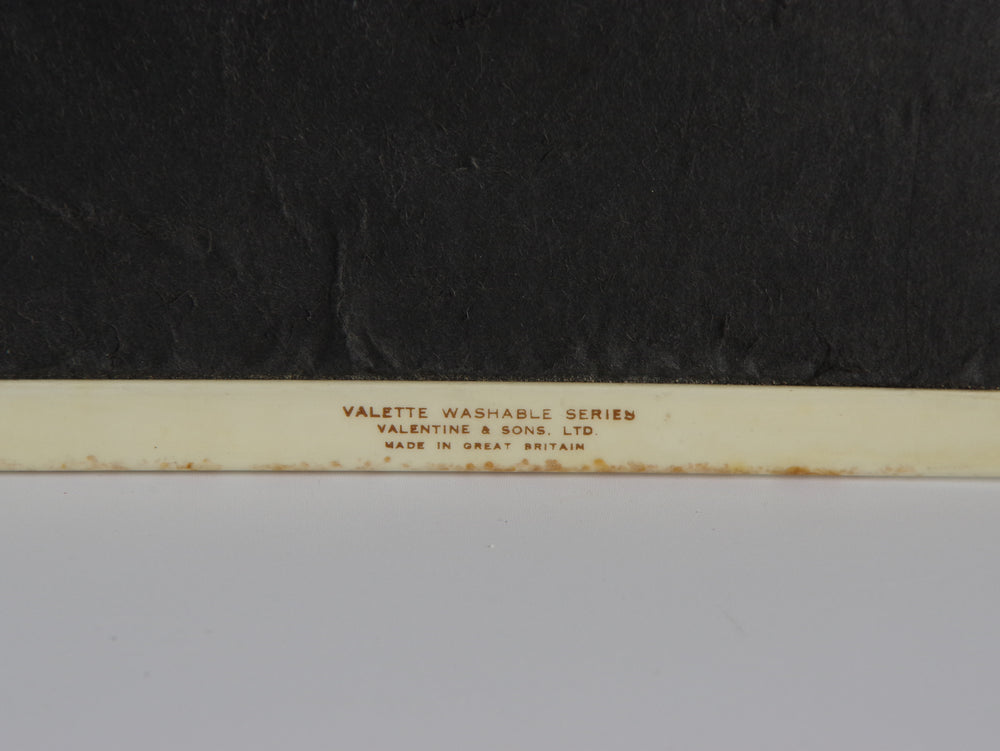 VALETTE WASHABLE SERIES
VALENTINE & SONS. LTD.
MADE IN GREAT BRITAIN